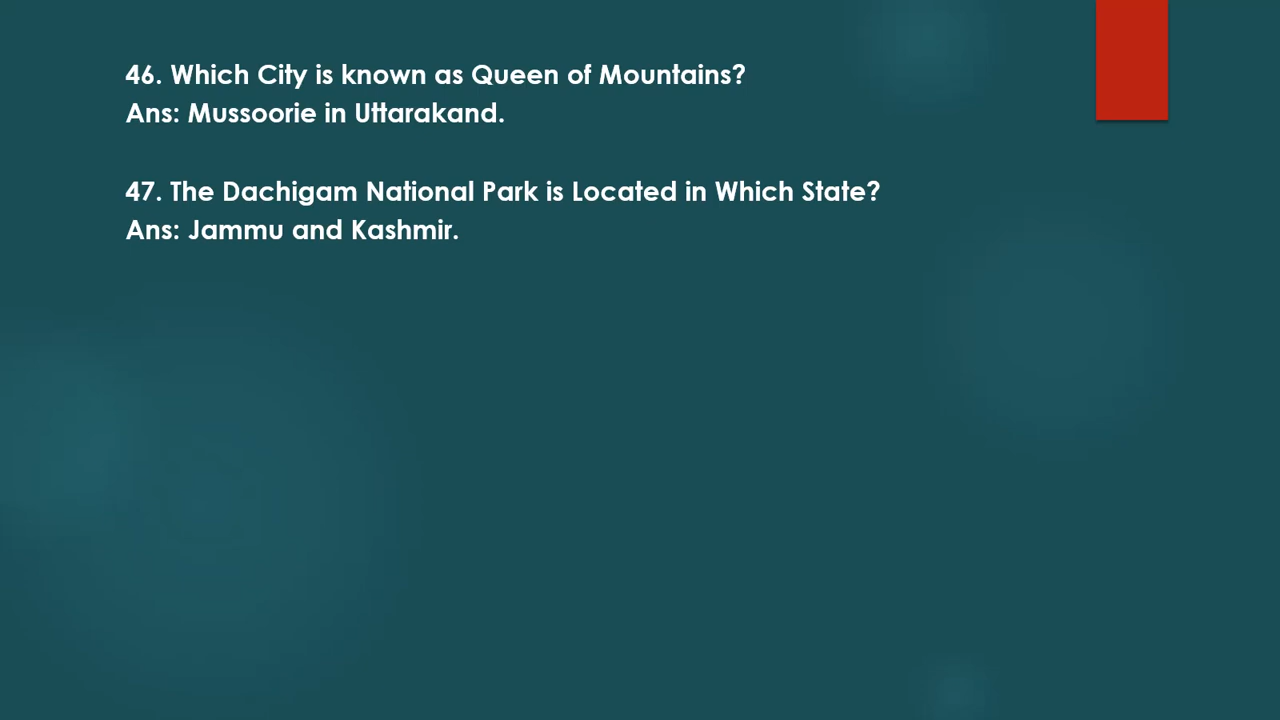 46. Which City is known as Queen of Mountains?
Ans: Mussoorie in Uttarakand.
47. The Dachigam National Park is Located in Which State?
Ans: Jammu and Kashmir.